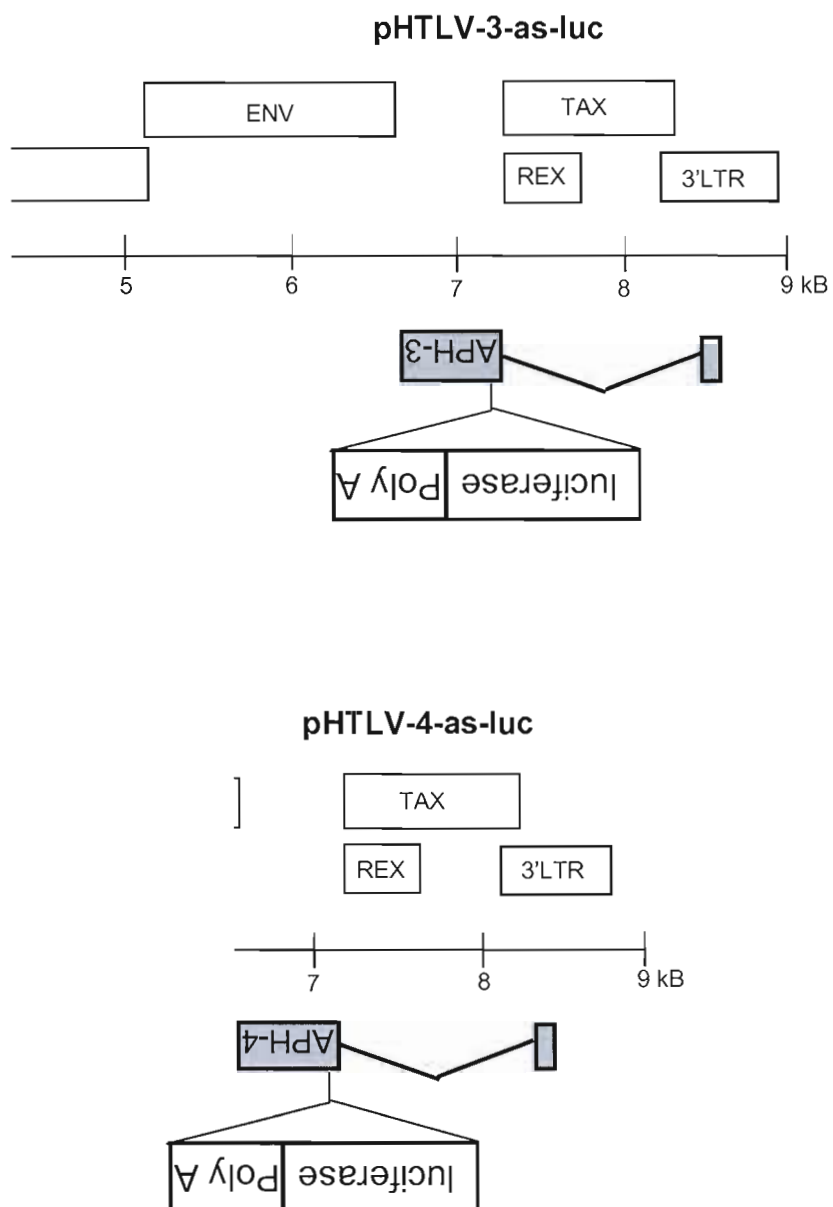 pHTLV-3-as-luc
ENV TAX
REX 3'LTR
5 6 7 8 9 kB
APH-3
luciferase Poly A
pHTLV-4-as-luc
TAX
REX 3'LTR
7 8 9 kB
APH-4
luciferase Poly A